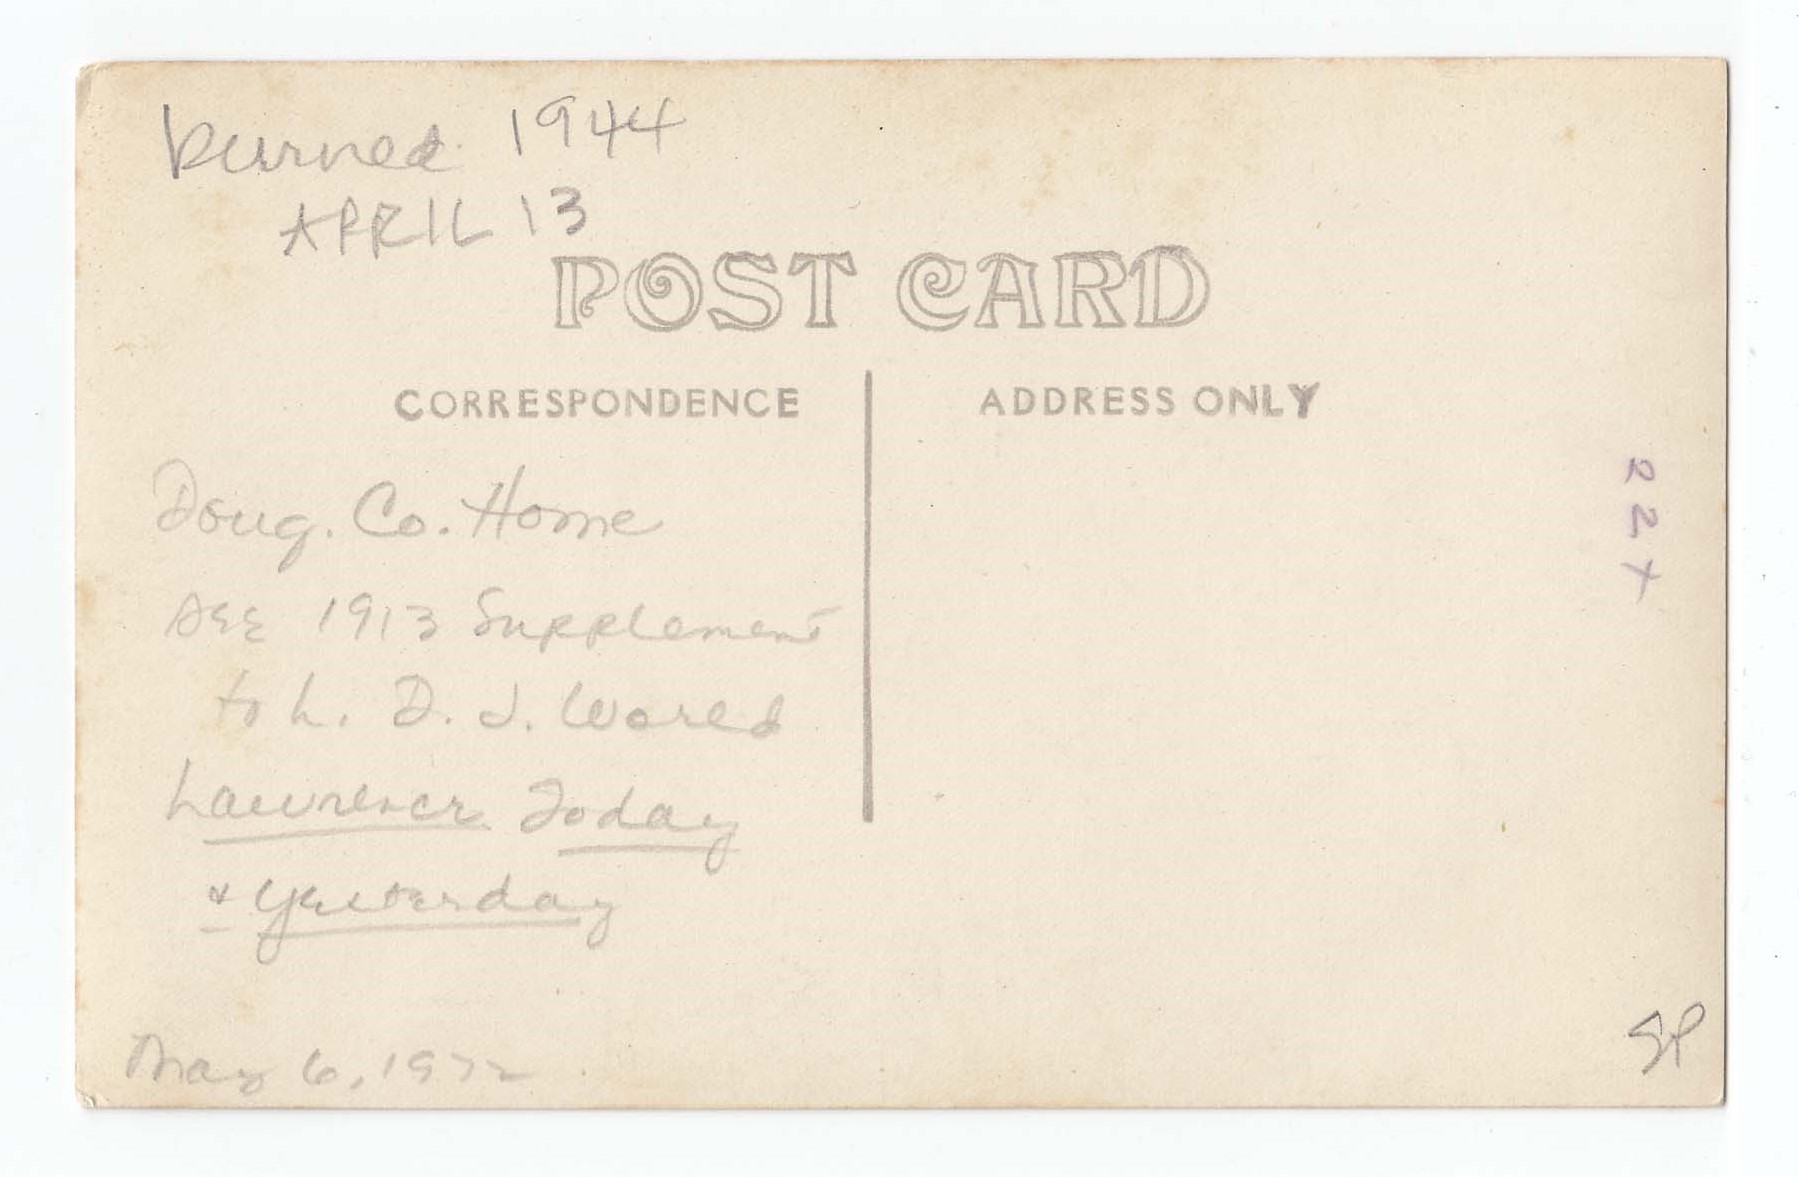 burned 1944
APRIL 13
POST CARD
CORRESPONDENCE
ADDRESS ONLY
Doug. Co. Home
see 1913 Supplement
to L. D. J. World
Lawrence Today
& Yesterday
May 6, 1972
22x